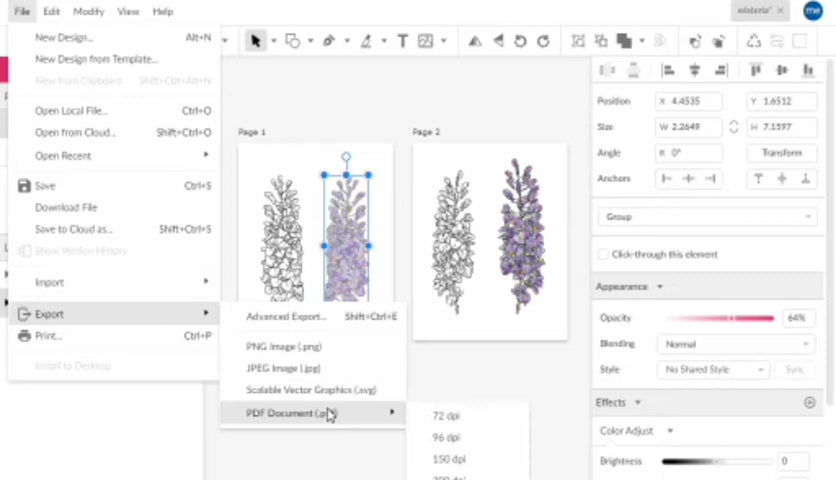 File Edit Modify View Help
wisteria* ×
me
New Design... Alt+N
New Design from Template...
New from Clipboard Shift+Ctrl+Alt+N
Open Local File... Ctrl+O
Open from Cloud... Shift+Ctrl+O
Open Recent
Save Ctrl+S
Download File
Save to Cloud as... Shift+Ctrl+S
Show Version History
Import
Export
Print... Ctrl+P
Install to Desktop
Advanced Export... Shift+Ctrl+E
PNG Image (.png)
JPEG Image (.jpg)
Scalable Vector Graphics (.svg)
PDF Document
72 dpi
96 dpi
150 dpi
Page 1
Page 2
Position X 4.4535 Y 1.6512
Size W 2.2649 H 7.1597
Angle R 0° Transform
Anchors
Group
Click-through this element
Appearance
Opacity 64%
Blending Normal
Style No Shared Style Sync
Effects
Color Adjust
Brightness 0